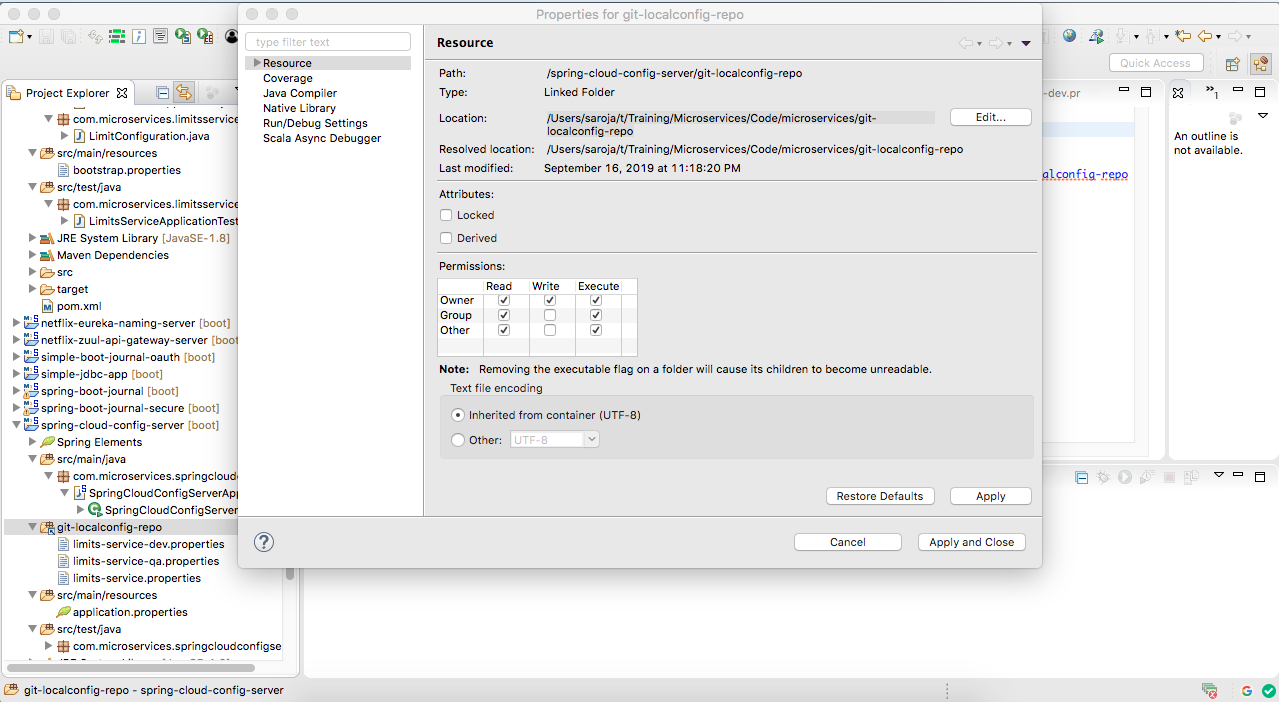 Properties for git-localconfig-repo
Quick Access
Project Explorer
com.microservices.limitsservice
LimitConfiguration.java
src/main/resources
bootstrap.properties
src/test/java
com.microservices.limitsservice
LimitsServiceApplicationTest
JRE System Library [JavaSE-1.8]
Maven Dependencies
src
target
pom.xml
netflix-eureka-naming-server [boot]
netflix-zuul-api-gateway-server [boot
simple-boot-journal-oauth [boot]
simple-jdbc-app [boot]
spring-boot-journal [boot]
spring-boot-journal-secure [boot]
spring-cloud-config-server [boot]
Spring Elements
src/main/java
com.microservices.springcloud
SpringCloudConfigServerApp
SpringCloudConfigServer
git-localconfig-repo
limits-service-dev.properties
limits-service-qa.properties
limits-service.properties
src/main/resources
application.properties
src/test/java
com.microservices.springcloudconfigse
type filter text
Resource
Coverage
Java Compiler
Native Library
Run/Debug Settings
Scala Async Debugger
Resource
Path: /spring-cloud-config-server/git-localconfig-repo
Type: Linked Folder
Location: /Users/saroja/t/Training/Microservices/Code/microservices/git-
localconfig-repo
Edit...
Resolved location: /Users/saroja/t/Training/Microservices/Code/microservices/git-localconfig-repo
Last modified: September 16, 2019 at 11:18:20 PM
Attributes:
Locked
Derived
Permissions:
Read Write Execute
Owner
Group
Other
Note: Removing the executable flag on a folder will cause its children to become unreadable.
Text file encoding
Inherited from container (UTF-8)
Other: UTF-8
Restore Defaults Apply
? Cancel Apply and Close
-dev.pr
alconfig-repo
»1
An outline is
not available.
git-localconfig-repo - spring-cloud-config-server